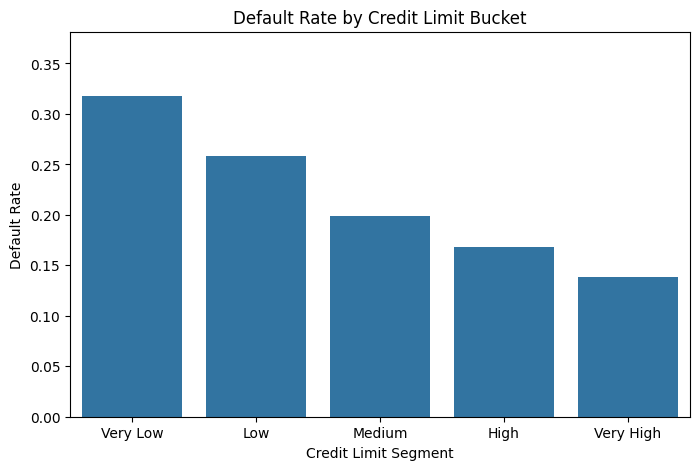 Default Rate by Credit Limit Bucket
Default Rate
0.35
0.30
0.25
0.20
0.15
0.10
0.05
0.00
Very Low Low Medium High Very High
Credit Limit Segment